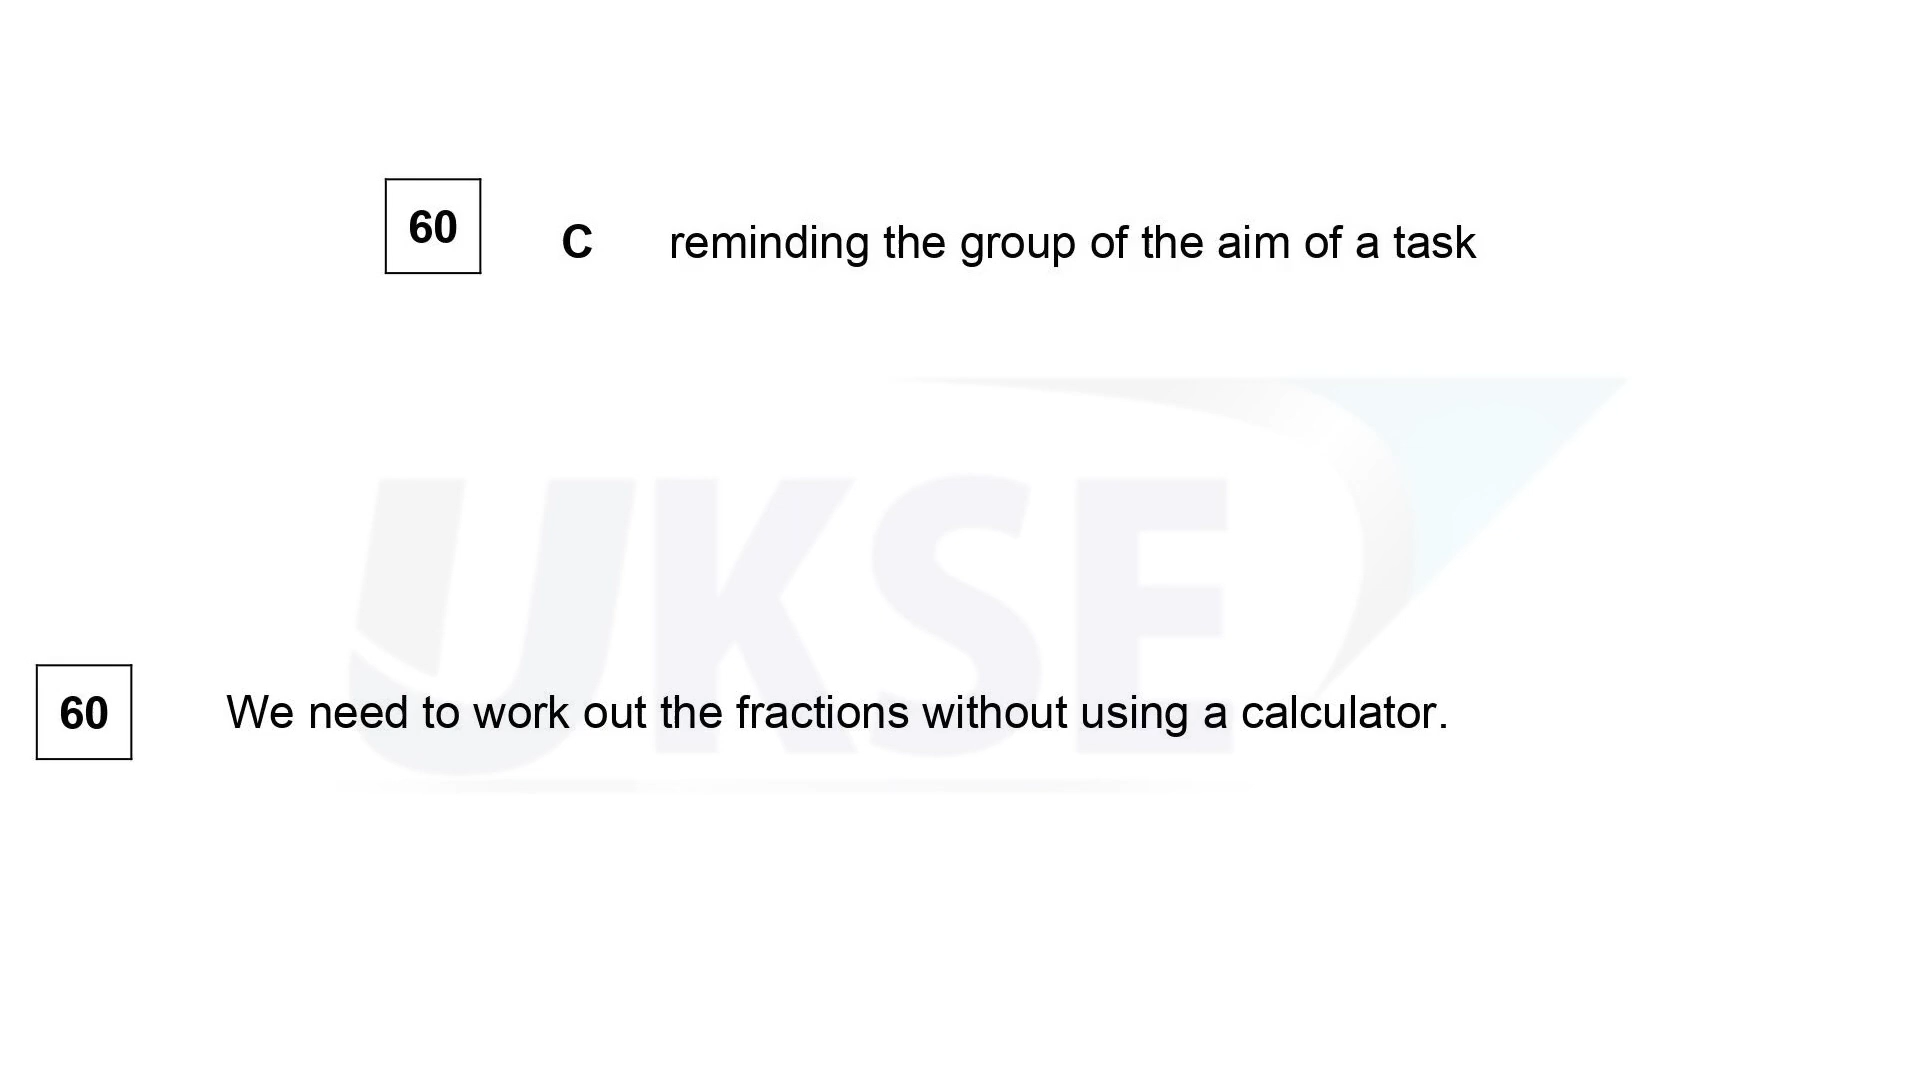 60 C reminding the group of the aim of a task
UKSE
60 We need to work out the fractions without using a calculator.